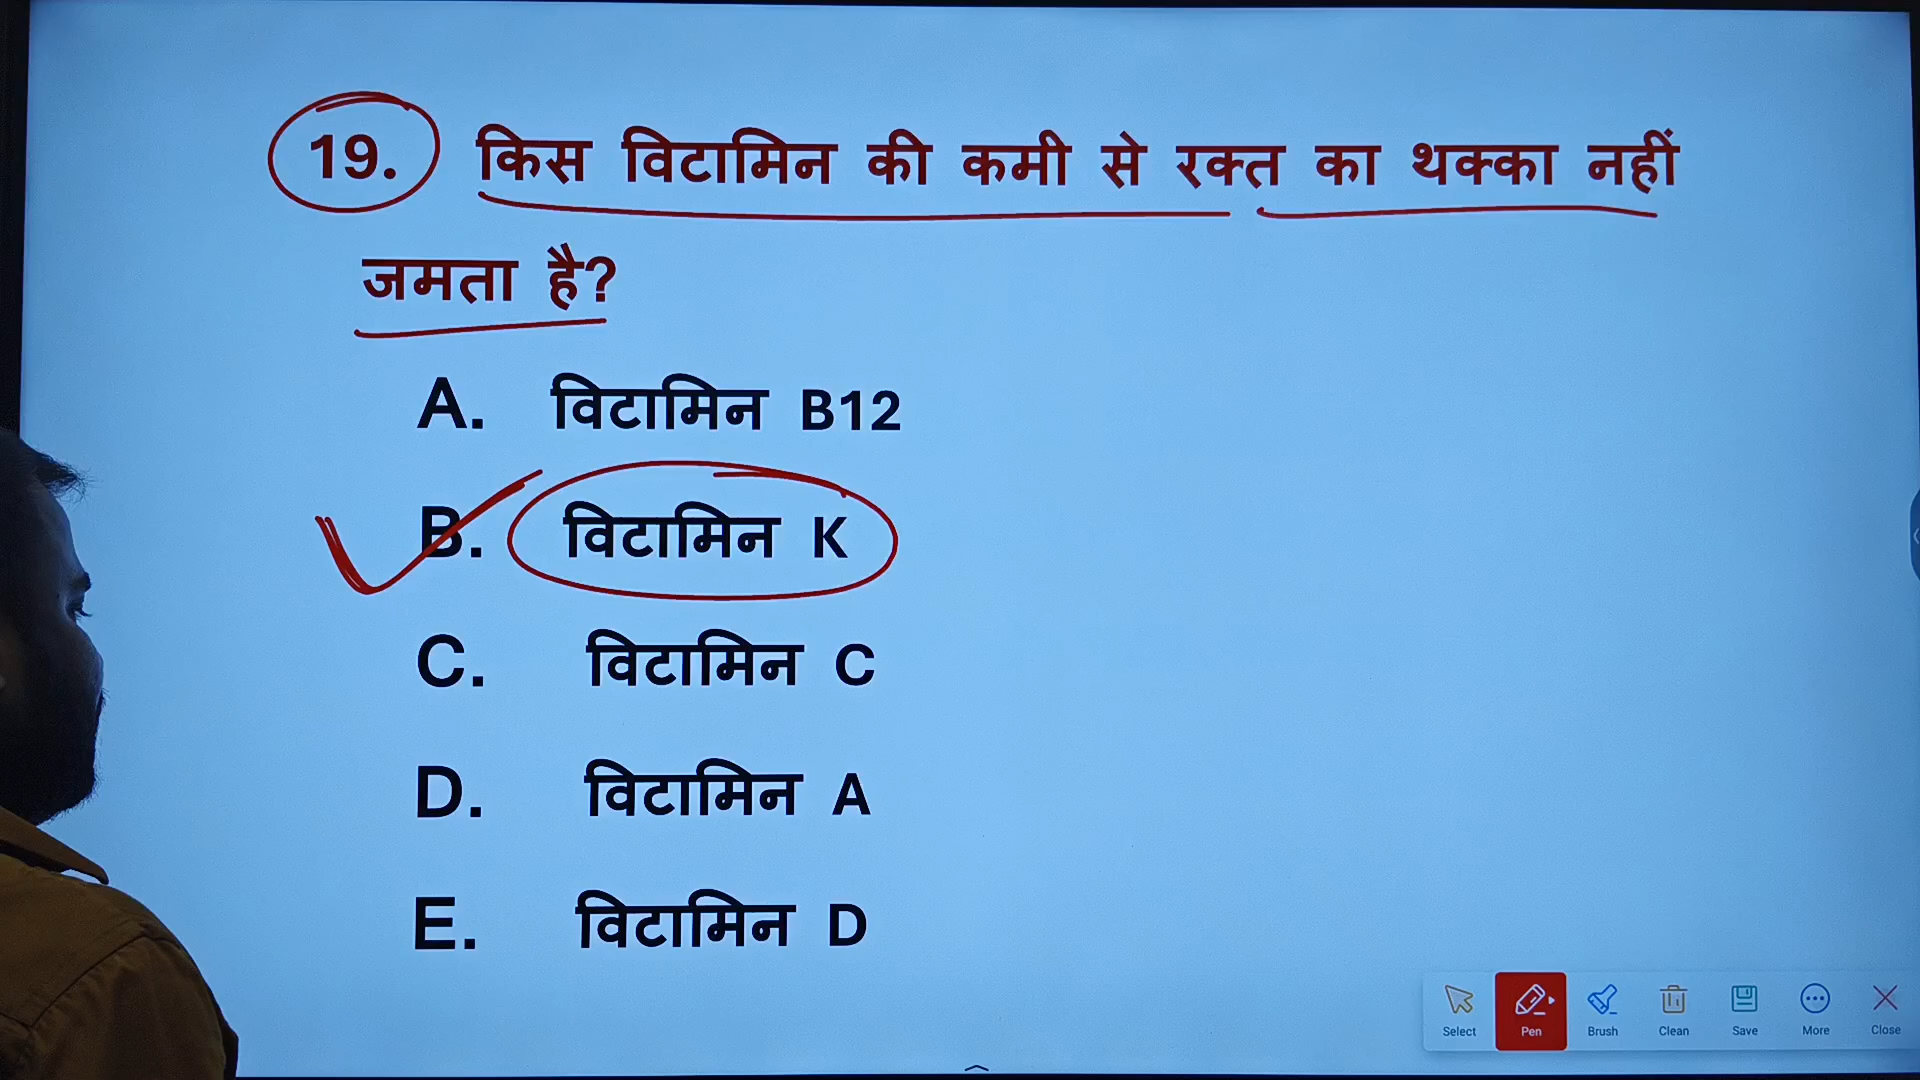 19. किस विटामिन की कमी से रक्त का थक्का नहीं
जमता है?
A. विटामिन B12
B. विटामिन K
C. विटामिन C
D. विटामिन A
E. विटामिन D
Select Pen Brush Clean Save More Close